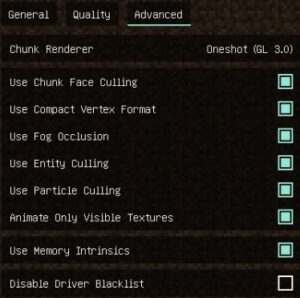 General Quality Advanced
Chunk Renderer Oneshot (GL 3.0)
Use Chunk Face Culling
Use Compact Vertex Format
Use Fog Occlusion
Use Entity Culling
Use Particle Culling
Animate Only Visible Textures
Use Memory Intrinsics
Disable Driver Blacklist